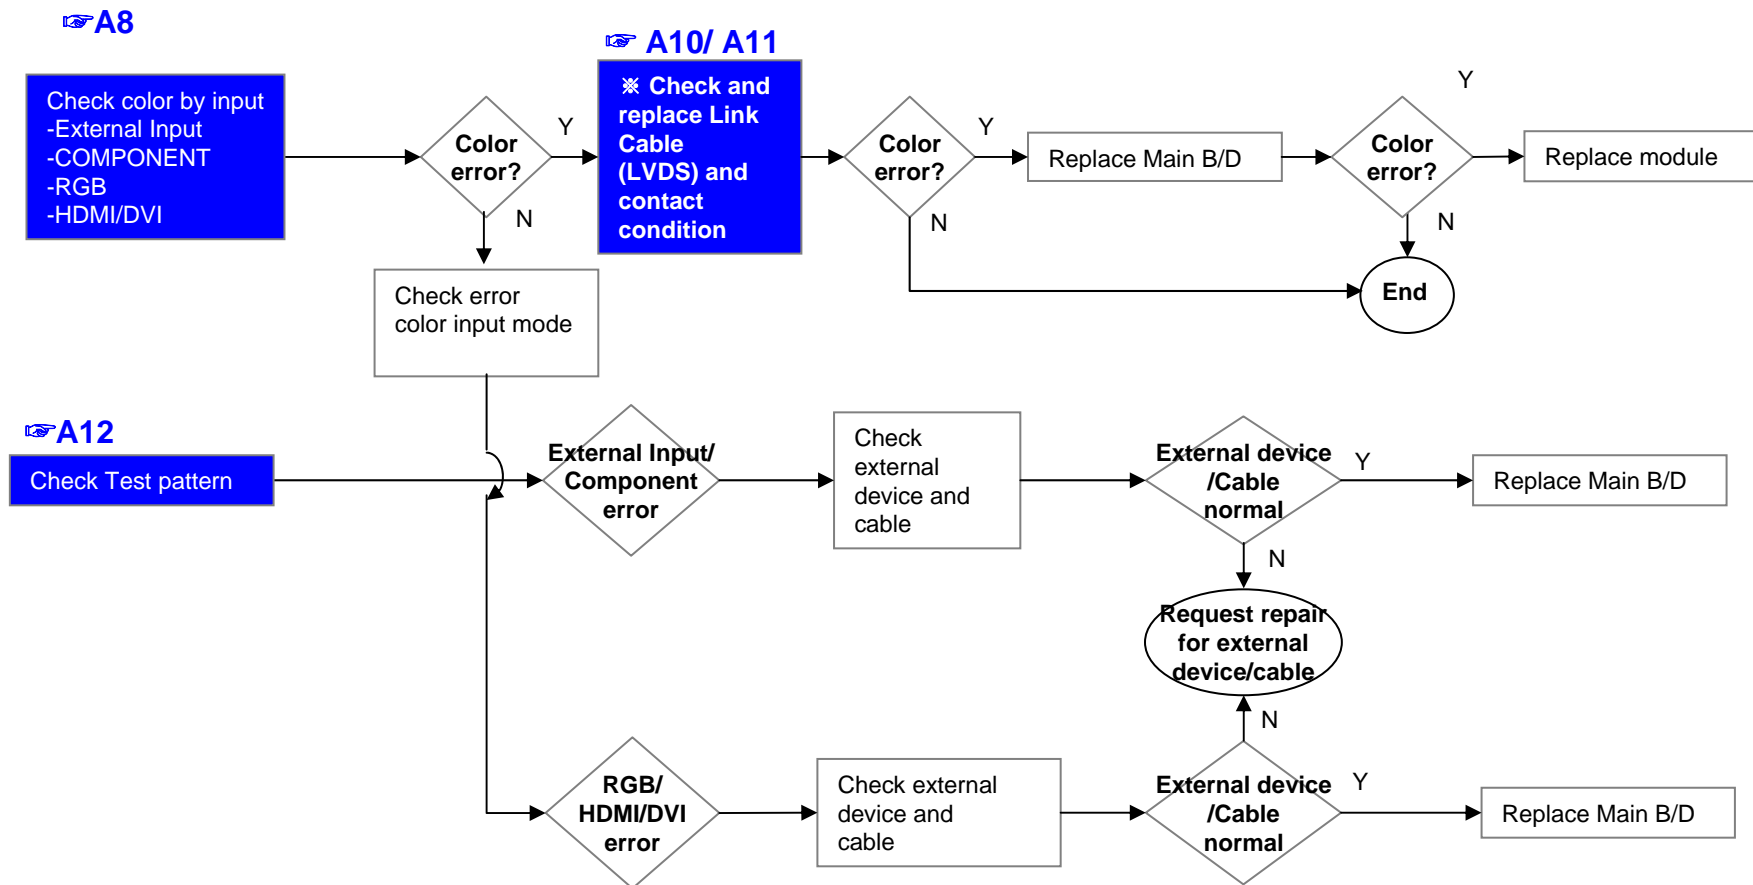 ☞A8
☞ A10/ A11
Check color by input
-External Input
-COMPONENT
-RGB
-HDMI/DVI
Color
error?
Y
N
※ Check and
replace Link
Cable
(LVDS) and
contact
condition
Color
error?
Y
N
Replace Main B/D
Color
error?
Y
N
Replace module
End
Check error
color input mode
☞A12
Check Test pattern
External Input/
Component
error
Check
external
device and
cable
External device
/Cable
normal
Y
N
Replace Main B/D
Request repair
for external
device/cable
N
RGB/
HDMI/DVI
error
Check external
device and
cable
External device
/Cable
normal
Y
Replace Main B/D